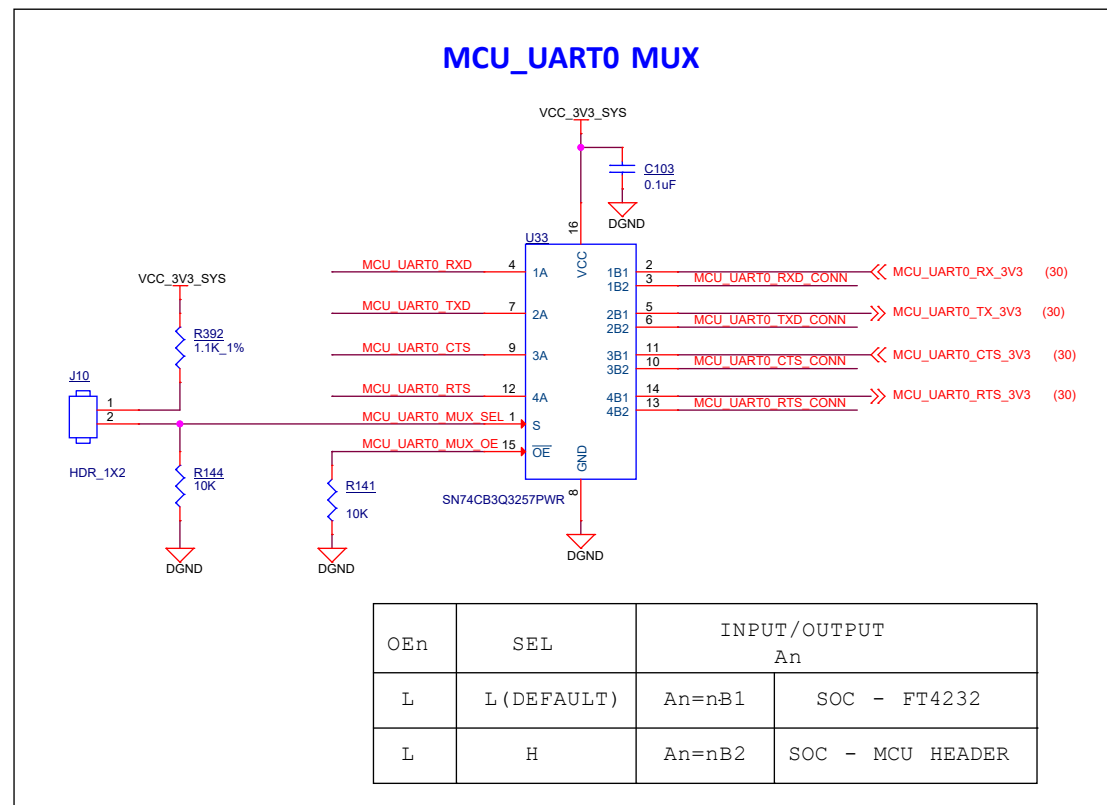 MCU_UART0 MUX
VCC_3V3_SYS
C103
0.1uF
DGND
16
U33
VCC
MCU_UART0_RXD 4 1A
1B1 2 MCU_UART0_RX_3V3 (30)
1B2 3 MCU_UART0_RXD_CONN
VCC_3V3_SYS
MCU_UART0_TXD 7 2A
2B1 5 MCU_UART0_TX_3V3 (30)
2B2 6 MCU_UART0_TXD_CONN
R392
1.1K_1%
MCU_UART0_CTS 9 3A
3B1 11 MCU_UART0_CTS_3V3 (30)
3B2 10 MCU_UART0_CTS_CONN
J10
1
2
MCU_UART0_RTS 12 4A
4B1 14 MCU_UART0_RTS_3V3 (30)
4B2 13 MCU_UART0_RTS_CONN
MCU_UART0_MUX_SEL 1 S
MCU_UART0_MUX_OE 15 OE
GND
8
HDR_1X2
R144
10K
R141
10K
SN74CB3Q3257PWR
DGND
DGND
DGND
OEn SEL INPUT/OUTPUT
An
L L(DEFAULT) An=nB1 SOC - FT4232
L H An=nB2 SOC - MCU HEADER